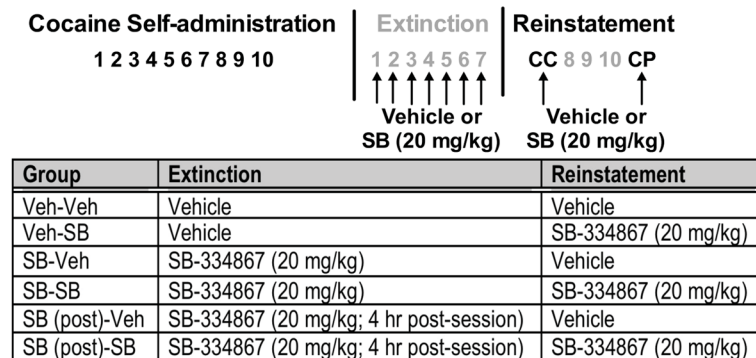 Cocaine Self-administration Extinction Reinstatement
1 2 3 4 5 6 7 8 9 10 1 2 3 4 5 6 7 CC 8 9 10 CP
Vehicle or Vehicle or
SB (20 mg/kg) SB (20 mg/kg)
Group Extinction Reinstatement
Veh-Veh Vehicle Vehicle
Veh-SB Vehicle SB-334867 (20 mg/kg)
SB-Veh SB-334867 (20 mg/kg) Vehicle
SB-SB SB-334867 (20 mg/kg) SB-334867 (20 mg/kg)
SB (post)-Veh SB-334867 (20 mg/kg; 4 hr post-session) Vehicle
SB (post)-SB SB-334867 (20 mg/kg; 4 hr post-session) SB-334867 (20 mg/kg)